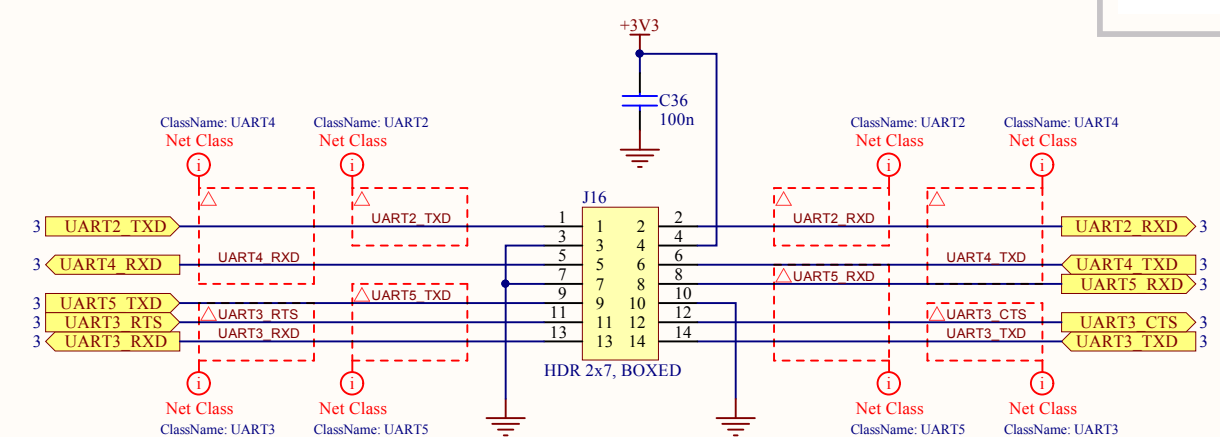 +3V3
C36
100n
ClassName: UART4 ClassName: UART2 ClassName: UART2 ClassName: UART4
Net Class Net Class Net Class Net Class
i i i i
J16
3 UART2_TXD UART2_TXD 1 1 2 2 UART2_RXD UART2_RXD 3
3 3 4 4
3 UART4_RXD UART4_RXD 5 5 6 6 UART4_TXD UART4_TXD 3
7 7 8 8 UART5_RXD UART5_RXD 3
3 UART5_TXD UART5_TXD 9 9 10 10
3 UART3_RTS UART3_RTS 11 11 12 12 UART3_CTS UART3_CTS 3
3 UART3_RXD UART3_RXD 13 13 14 14 UART3_TXD UART3_TXD 3
HDR 2x7, BOXED
i i i i
Net Class Net Class Net Class Net Class
ClassName: UART3 ClassName: UART5 ClassName: UART5 ClassName: UART3